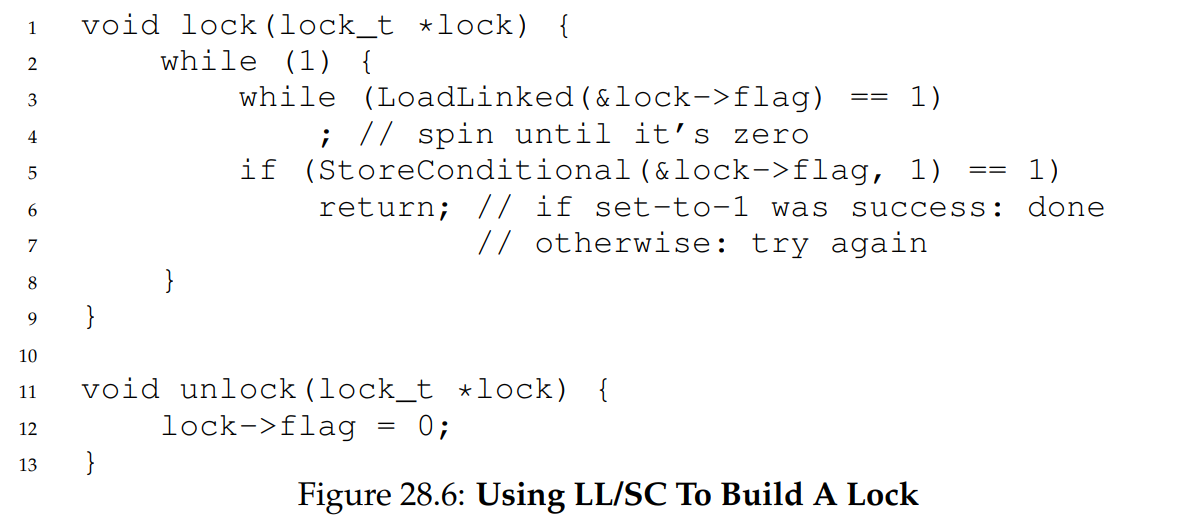 1 void lock(lock_t *lock) {
2     while (1) {
3         while (LoadLinked(&lock->flag) == 1)
4             ; // spin until it's zero
5         if (StoreConditional(&lock->flag, 1) == 1)
6             return; // if set-to-1 was success: done
7                     // otherwise: try again
8     }
9 }
10
11 void unlock(lock_t *lock) {
12     lock->flag = 0;
13 }
Figure 28.6: Using LL/SC To Build A Lock